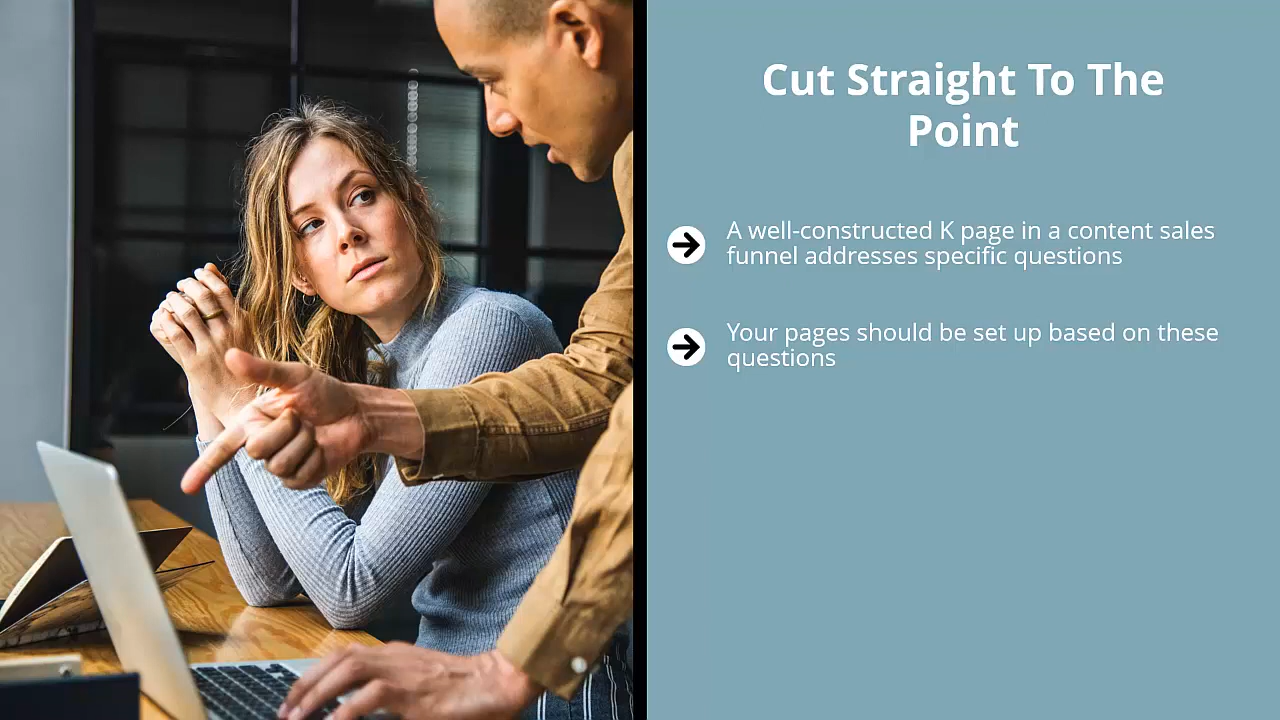 Cut Straight To The
Point
A well-constructed K page in a content sales
funnel addresses specific questions
Your pages should be set up based on these
questions